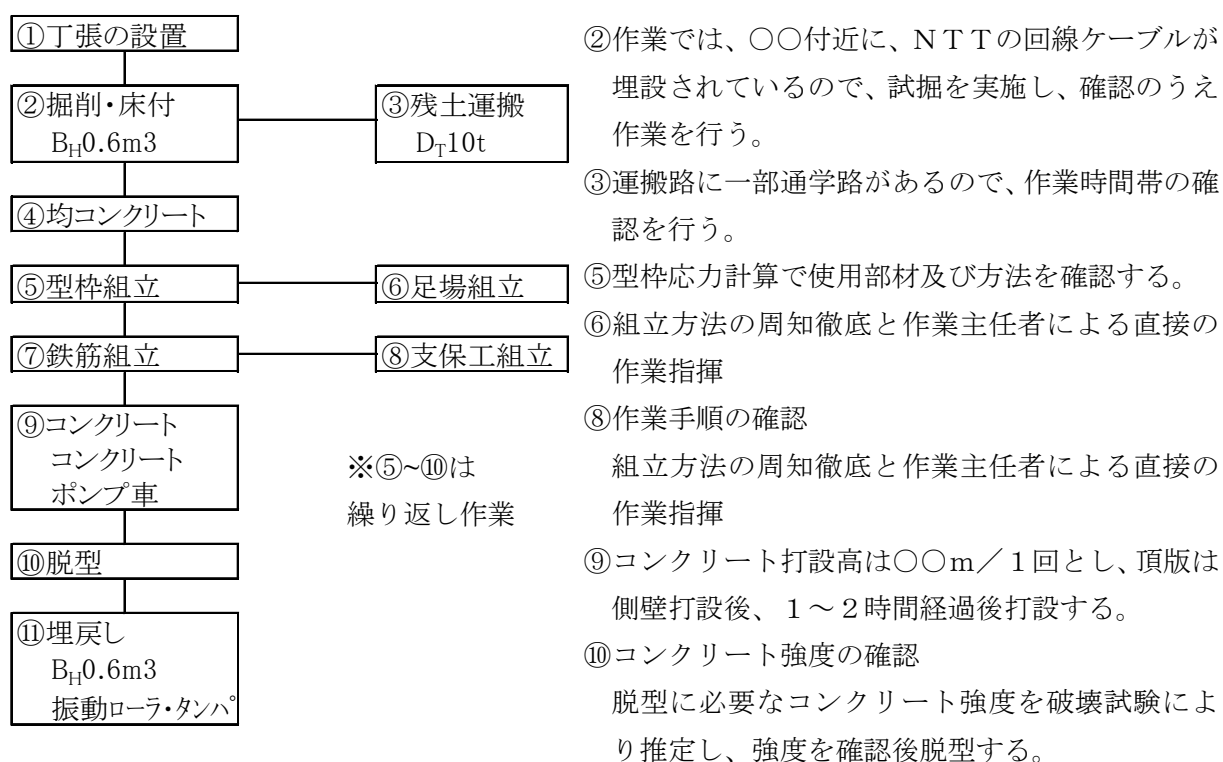 ①丁張の設置
②掘削・床付
BH0.6m3
③残土運搬
DT10t
④均コンクリート
⑤型枠組立
⑥足場組立
⑦鉄筋組立
⑧支保工組立
⑨コンクリート
コンクリート
ポンプ車
※⑤~⑩は
繰り返し作業
⑩脱型
⑪埋戻し
BH0.6m3
振動ローラ・タンパ
②作業では、○○付近に、ＮＴＴの回線ケーブルが
埋設されているので、試掘を実施し、確認のうえ
作業を行う。
③運搬路に一部通学路があるので、作業時間帯の確
認を行う。
⑤型枠応力計算で使用部材及び方法を確認する。
⑥組立方法の周知徹底と作業主任者による直接の
作業指揮
⑧作業手順の確認
組立方法の周知徹底と作業主任者による直接の
作業指揮
⑨コンクリート打設高は○○ｍ／１回とし、頂版は
側壁打設後、１～２時間経過後打設する。
⑩コンクリート強度の確認
脱型に必要なコンクリート強度を破壊試験によ
り推定し、強度を確認後脱型する。